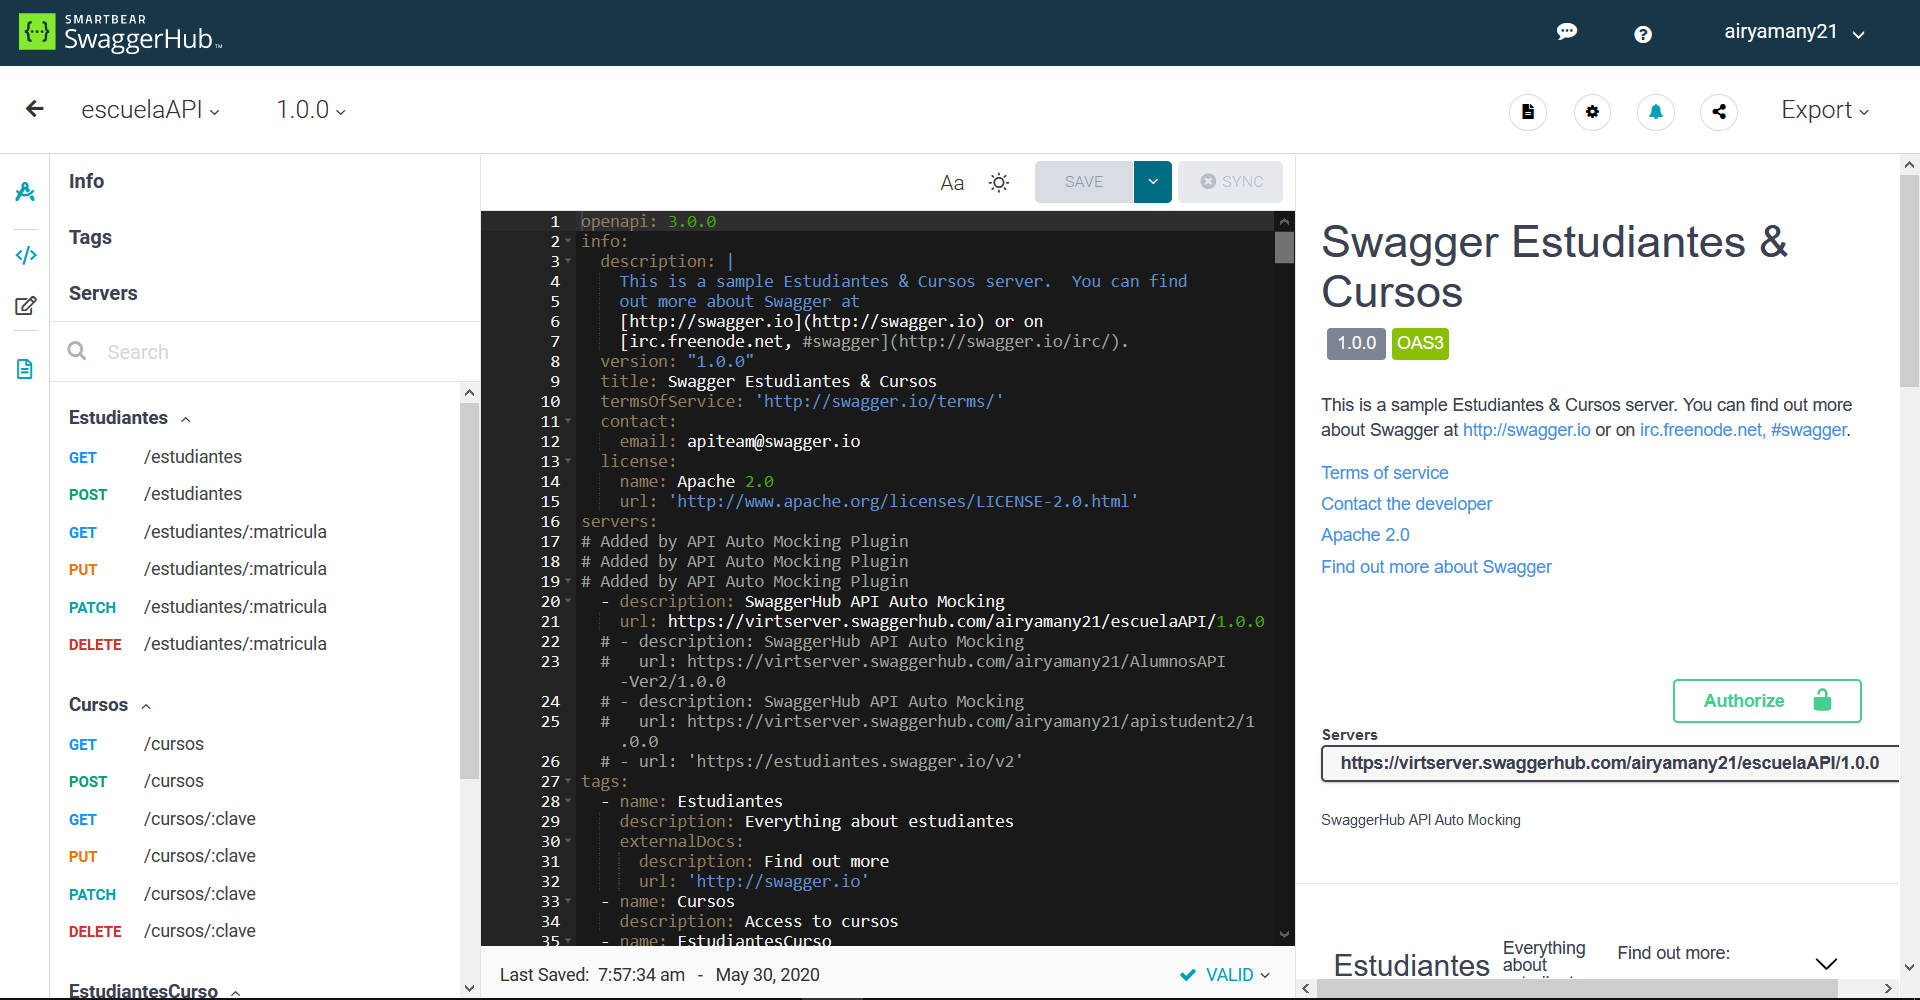 SMARTBEAR
SwaggerHub™
airyamany21
escuelaAPI
1.0.0
Export
Info
Tags
Servers
Search
Estudiantes
GET /estudiantes
POST /estudiantes
GET /estudiantes/:matricula
PUT /estudiantes/:matricula
PATCH /estudiantes/:matricula
DELETE /estudiantes/:matricula
Cursos
GET /cursos
POST /cursos
GET /cursos/:clave
PUT /cursos/:clave
PATCH /cursos/:clave
DELETE /cursos/:clave
EstudiantesCurso
Aa
SAVE
SYNC
1 openapi: 3.0.0
2 info:
3 description: |
4 This is a sample Estudiantes & Cursos server.  You can find
5 out more about Swagger at
6 [http://swagger.io](http://swagger.io) or on
7 [irc.freenode.net, #swagger](http://swagger.io/irc/).
8 version: "1.0.0"
9 title: Swagger Estudiantes & Cursos
10 termsOfService: 'http://swagger.io/terms/'
11 contact:
12 email: apiteam@swagger.io
13 license:
14 name: Apache 2.0
15 url: 'http://www.apache.org/licenses/LICENSE-2.0.html'
16 servers:
17 # Added by API Auto Mocking Plugin
18 # Added by API Auto Mocking Plugin
19 # Added by API Auto Mocking Plugin
20 - description: SwaggerHub API Auto Mocking
21 url: https://virtserver.swaggerhub.com/airyamany21/escuelaAPI/1.0.0
22 # - description: SwaggerHub API Auto Mocking
23 #   url: https://virtserver.swaggerhub.com/airyamany21/AlumnosAPI
-Ver2/1.0.0
24 # - description: SwaggerHub API Auto Mocking
25 #   url: https://virtserver.swaggerhub.com/airyamany21/apistudent2/1
.0.0
26 # - url: 'https://estudiantes.swagger.io/v2'
27 tags:
28 - name: Estudiantes
29 description: Everything about estudiantes
30 externalDocs:
31 description: Find out more
32 url: 'http://swagger.io'
33 - name: Cursos
34 description: Access to cursos
35 - name: EstudiantesCurso
Last Saved: 7:57:34 am - May 30, 2020
VALID
Swagger Estudiantes &
Cursos
1.0.0 OAS3
This is a sample Estudiantes & Cursos server. You can find out more
about Swagger at http://swagger.io or on irc.freenode.net, #swagger.
Terms of service
Contact the developer
Apache 2.0
Find out more about Swagger
Authorize
Servers
https://virtserver.swaggerhub.com/airyamany21/escuelaAPI/1.0.0
SwaggerHub API Auto Mocking
Estudiantes
Everything
about
Find out more: